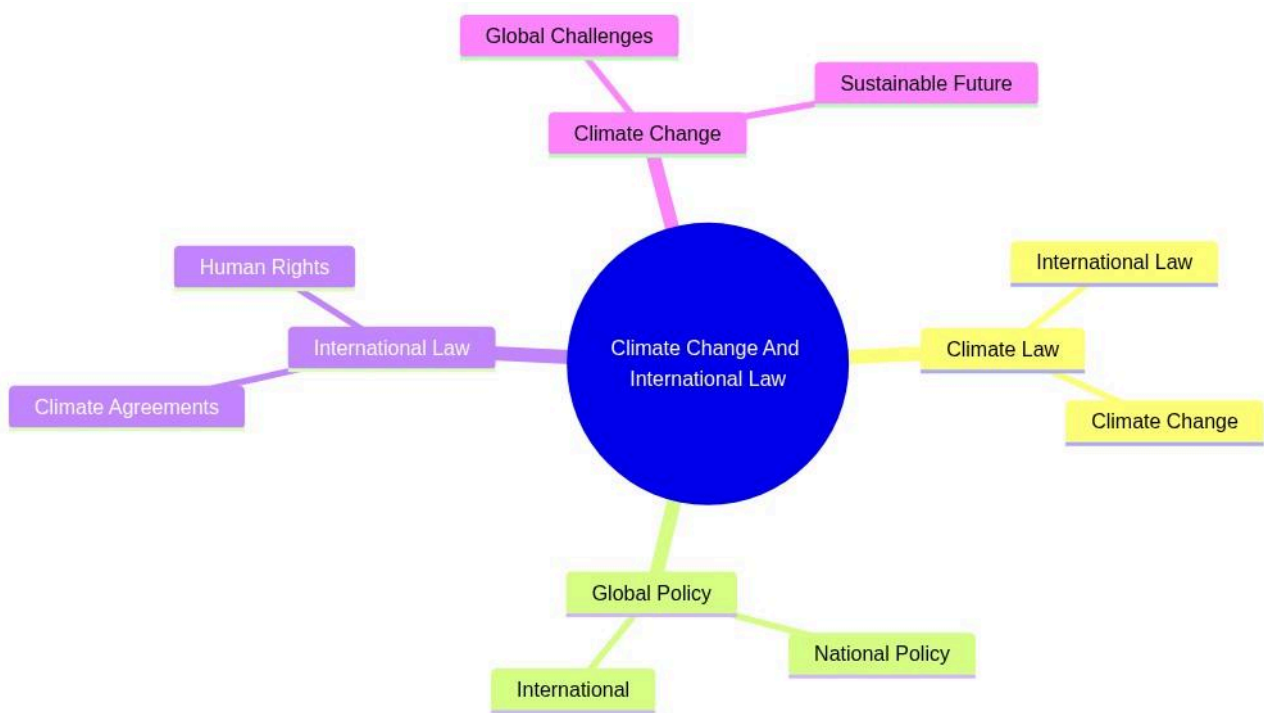 Global Challenges
Sustainable Future
Climate Change
Human Rights
International Law
International Law
Climate Agreements
Climate Change And
International Law
Climate Law
Climate Change
Global Policy
National Policy
International